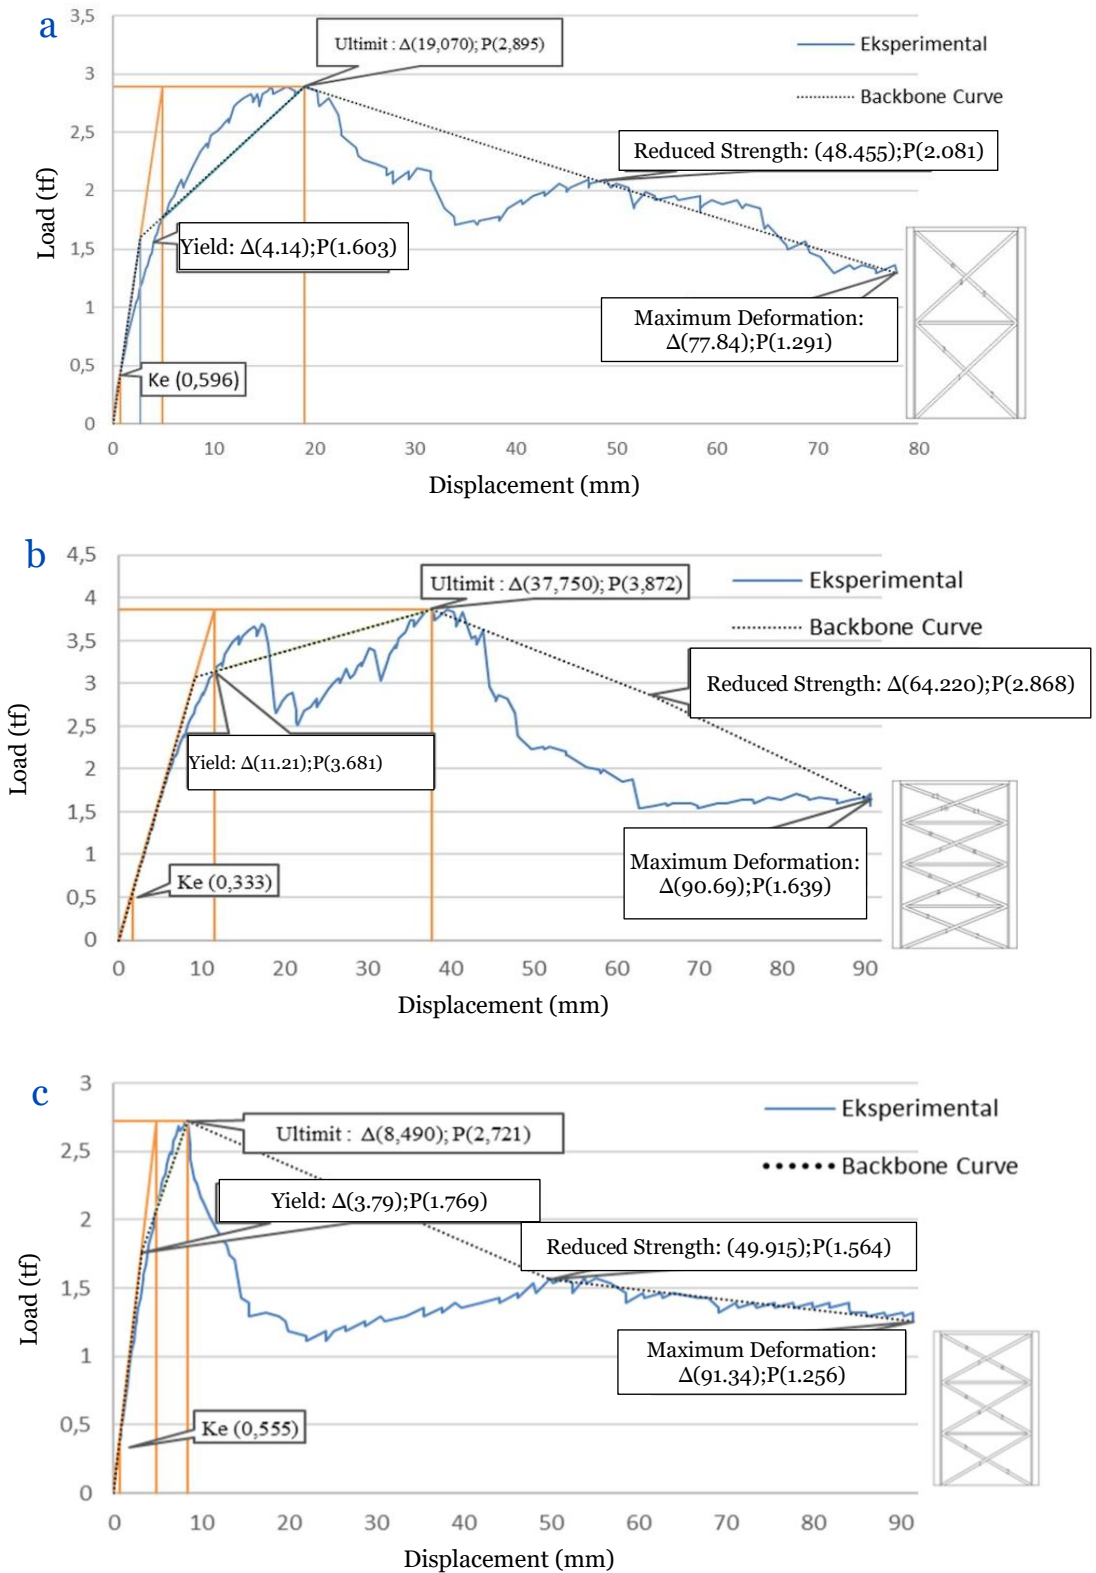 a
3,5
3
2,5
2
1,5
1
0,5
0
Load (tf)
Ultimit : Δ(19,070); P(2,895)
Eksperimental
Backbone Curve
Reduced Strength: (48.455);P(2.081)
Yield: Δ(4.14);P(1.603)
Maximum Deformation:
Δ(77.84);P(1.291)
Ke (0,596)
0 10 20 30 40 50 60 70 80
Displacement (mm)
b
4,5
4
3,5
3
2,5
2
1,5
1
0,5
0
Load (tf)
Ultimit : Δ(37,750); P(3,872)
Eksperimental
Backbone Curve
Reduced Strength: Δ(64.220);P(2.868)
Yield: Δ(11.21);P(3.681)
Maximum Deformation:
Δ(90.69);P(1.639)
Ke (0,333)
0 10 20 30 40 50 60 70 80 90
Displacement (mm)
c
3
2,5
2
1,5
1
0,5
0
Load (tf)
Ultimit : Δ(8,490); P(2,721)
Eksperimental
Backbone Curve
Yield: Δ(3.79);P(1.769)
Reduced Strength: (49.915);P(1.564)
Maximum Deformation:
Δ(91.34);P(1.256)
Ke (0,555)
0 10 20 30 40 50 60 70 80 90
Displacement (mm)